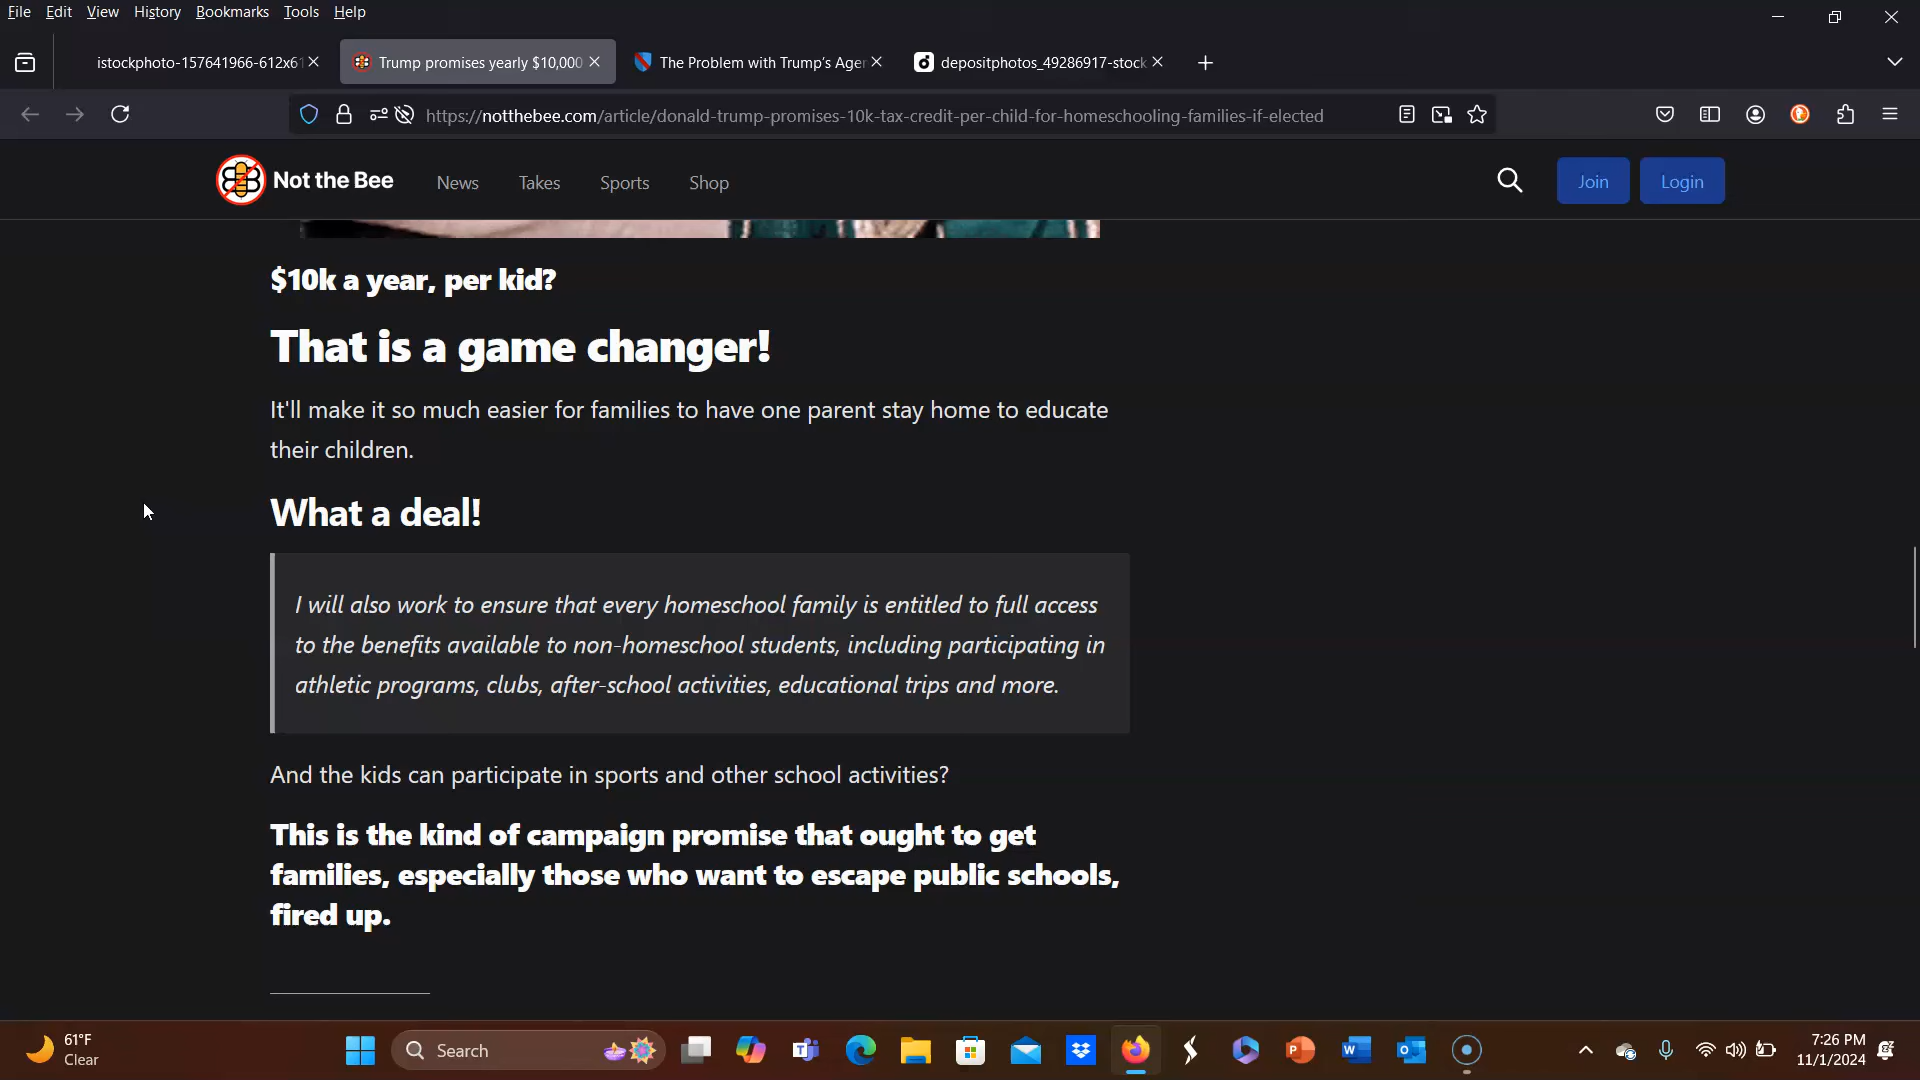 File Edit View History Bookmarks Tools Help
istockphoto-157641966-612x61
Trump promises yearly $10,000
The Problem with Trump's Agen
depositphotos_49286917-stock
https://notthebee.com/article/donald-trump-promises-10k-tax-credit-per-child-for-homeschooling-families-if-elected
Not the Bee News Takes Sports Shop Join Login
$10k a year, per kid?
That is a game changer!
It'll make it so much easier for families to have one parent stay home to educate
their children.
What a deal!
I will also work to ensure that every homeschool family is entitled to full access
to the benefits available to non-homeschool students, including participating in
athletic programs, clubs, after-school activities, educational trips and more.
And the kids can participate in sports and other school activities?
This is the kind of campaign promise that ought to get
families, especially those who want to escape public schools,
fired up.
61°F
Clear
Search
7:26 PM
11/1/2024